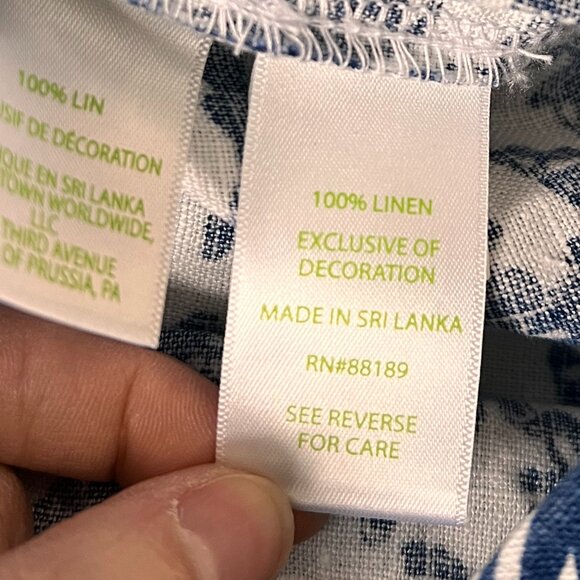 100% LIN
DE DÉCORATION
EN SRI LANKA
WORLDWIDE,
LLC
THIRD AVENUE
OF PRUSSIA, PA
100% LINEN
EXCLUSIVE OF
DECORATION
MADE IN SRI LANKA
RN#88189
SEE REVERSE
FOR CARE